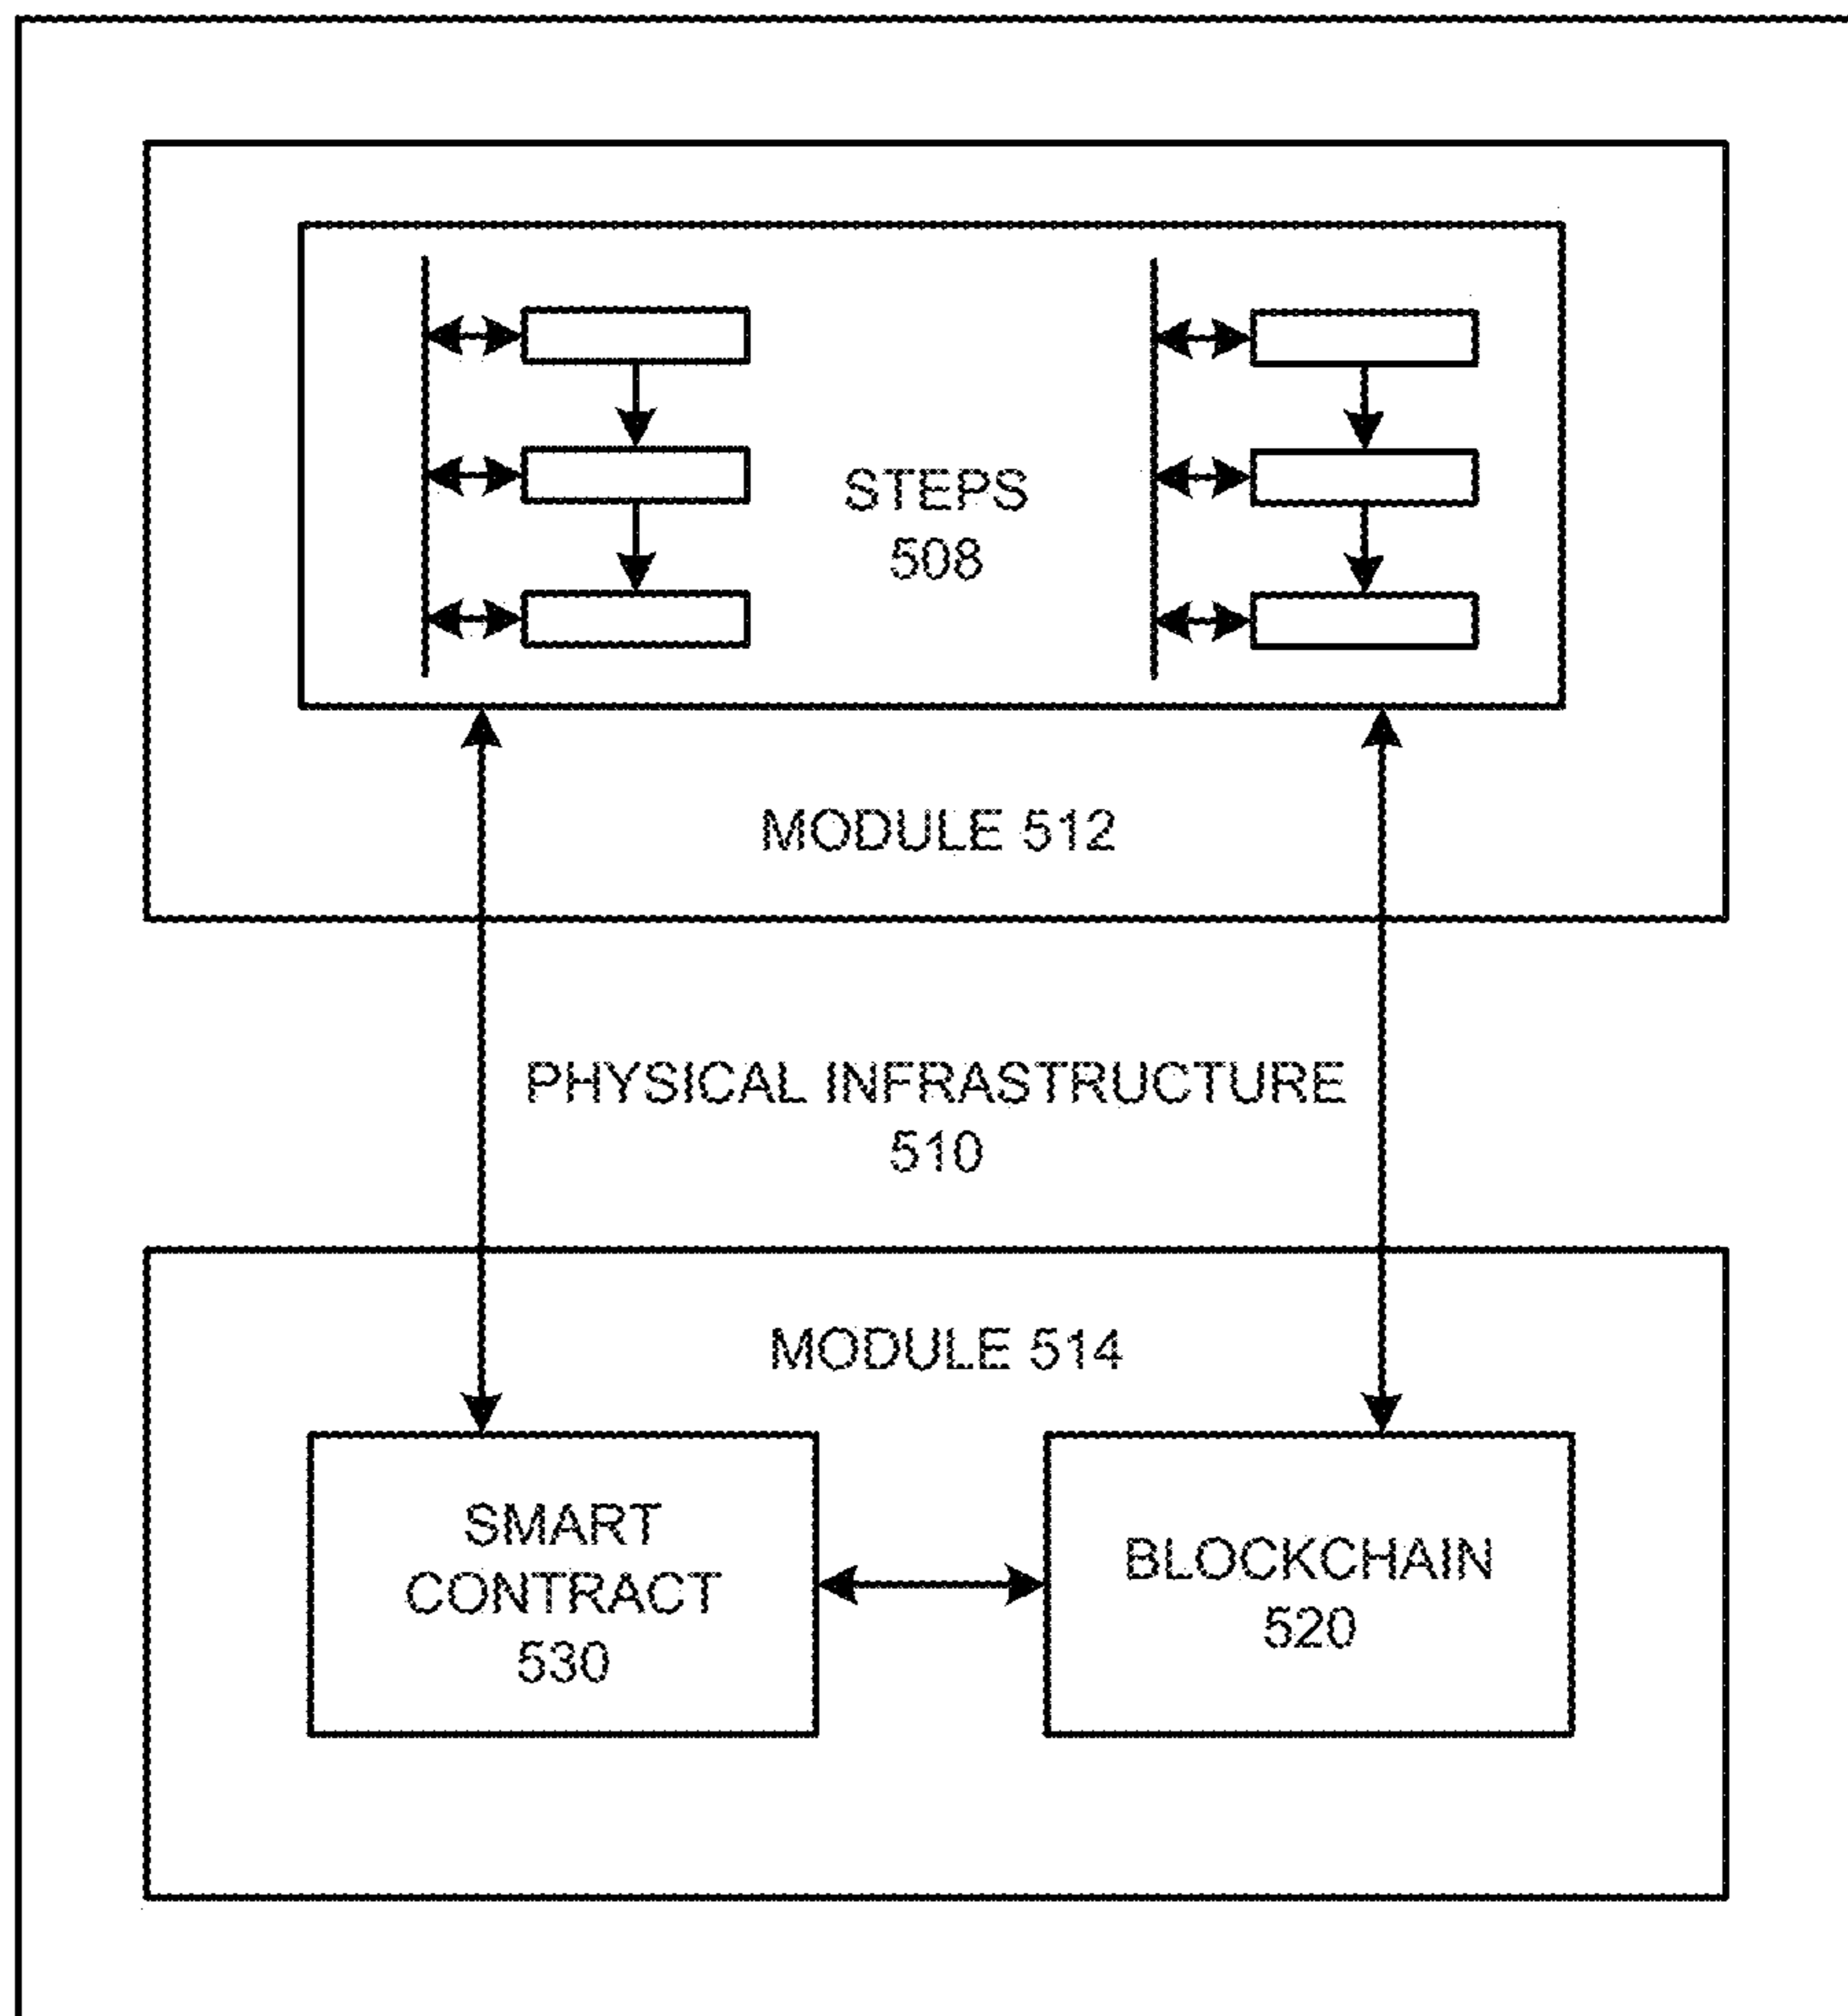 STEPS
508
MODULE 512
PHYSICAL INFRASTRUCTURE
510
MODULE 514
SMART
CONTRACT
530
BLOCKCHAIN
520